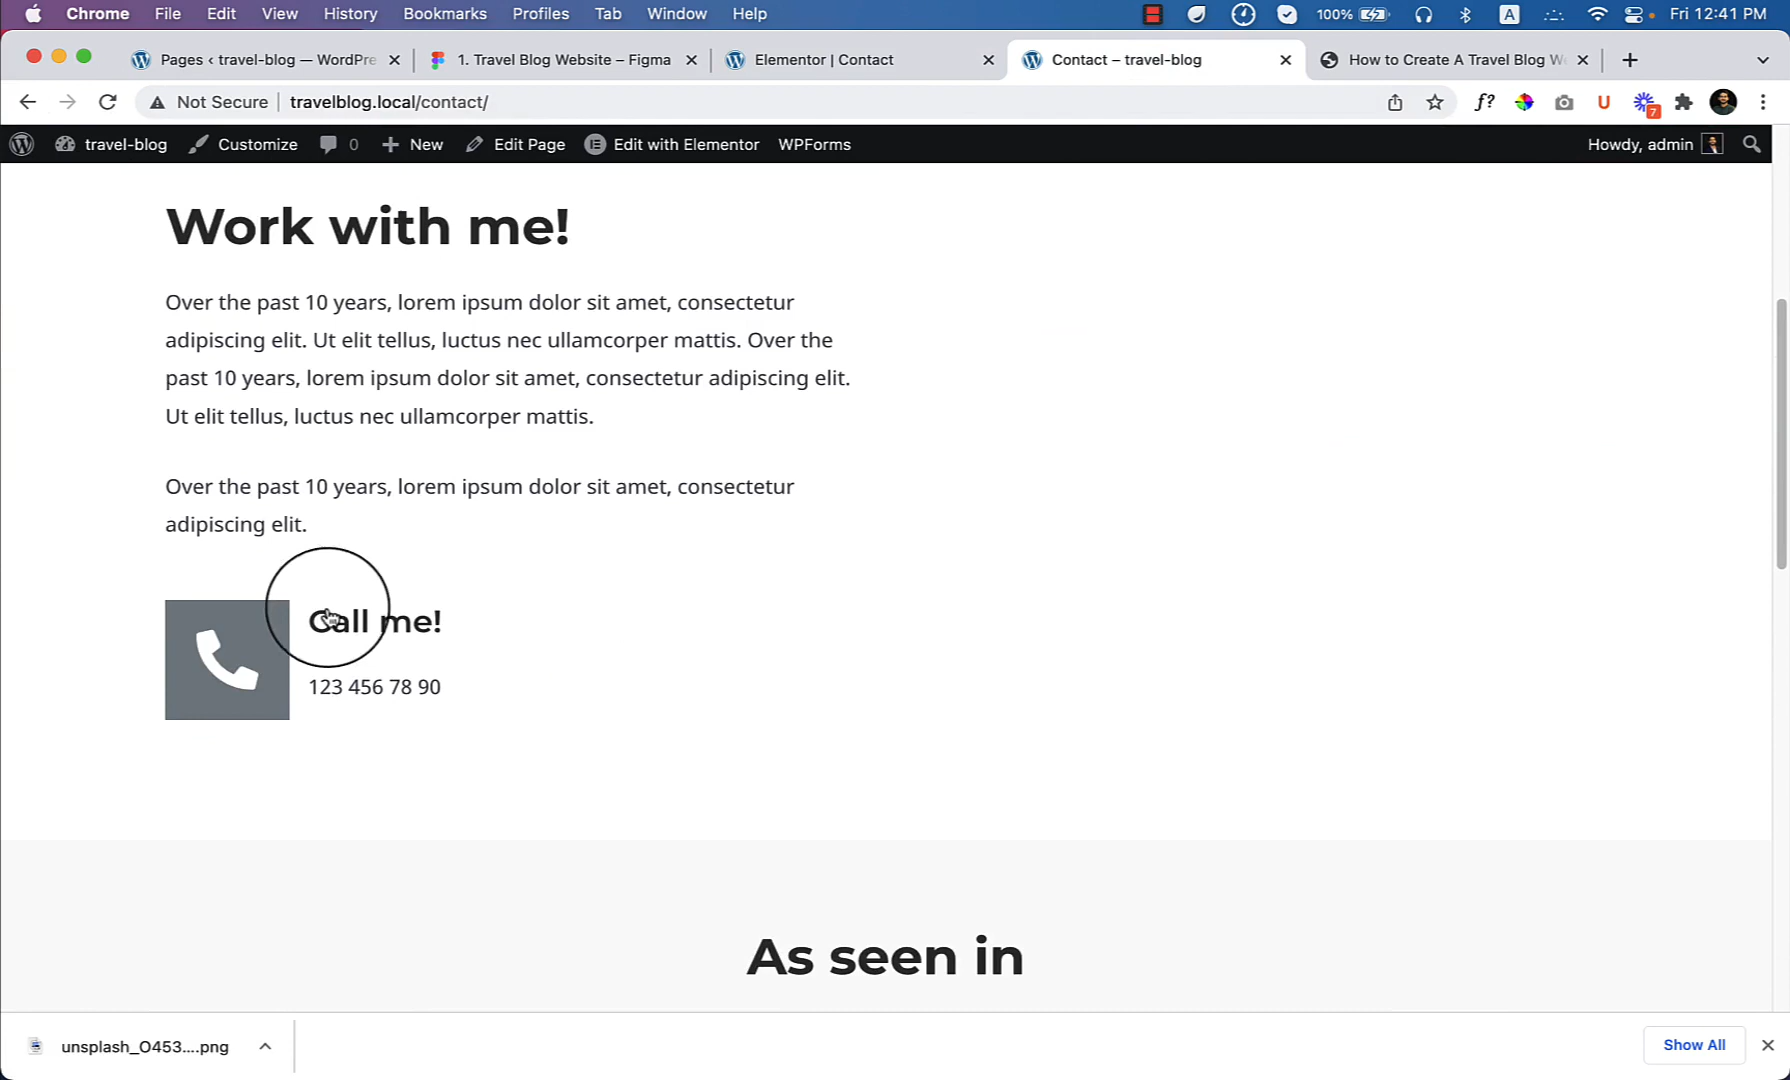 Chrome File Edit View History Bookmarks Profiles Tab Window Help 100% A Fri 12:41 PM
Pages ‹ travel-blog — WordPre
1. Travel Blog Website – Figma
Elementor | Contact
Contact – travel-blog
How to Create A Travel Blog We
Not Secure travelblog.local/contact/ f? U 7
travel-blog Customize 0 New Edit Page Edit with Elementor WPForms Howdy, admin
Work with me!
Over the past 10 years, lorem ipsum dolor sit amet, consectetur
adipiscing elit. Ut elit tellus, luctus nec ullamcorper mattis. Over the
past 10 years, lorem ipsum dolor sit amet, consectetur adipiscing elit.
Ut elit tellus, luctus nec ullamcorper mattis.
Over the past 10 years, lorem ipsum dolor sit amet, consectetur
adipiscing elit.
Call me!
123 456 78 90
As seen in
unsplash_O453....png
Show All